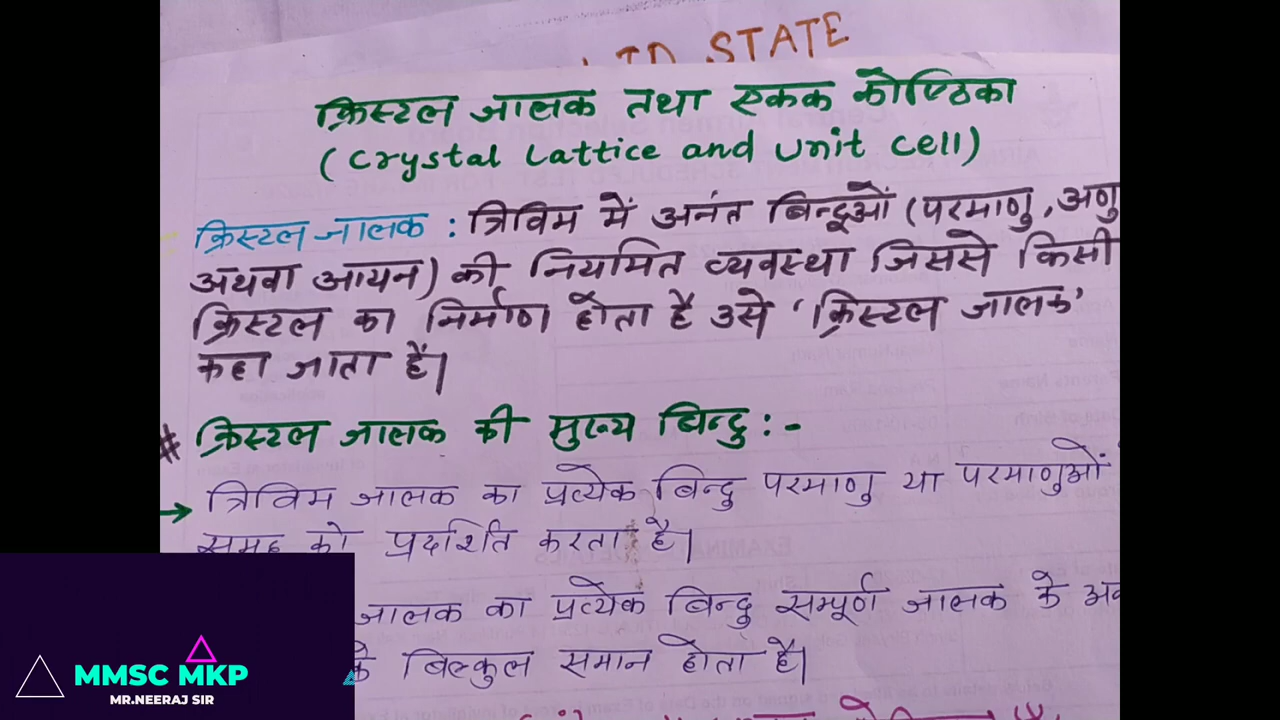 STATE
क्रिस्टल जालक तथा एकक कोष्ठिका
(Crystal Lattice and Unit Cell)
क्रिस्टल जालक : त्रिविम में अनंत बिन्दूओं (परमाणु, अणु
अथवा आयन) की नियमित व्यवस्था जिससे किसी
क्रिस्टल का निर्माण होता है उसे 'क्रिस्टल जालक'
कहा जाता है।
# क्रिस्टल जालक की मुख्य बिन्दु :-
→ त्रिविम जालक का प्रत्येक बिन्दु परमाणु या परमाणुओं
समूह को प्रदर्शित करता है।
जालक का प्रत्येक बिन्दु सम्पूर्ण जालक के
के बिल्कुल समान होता है।
MMSC MKP
MR.NEERAJ SIR